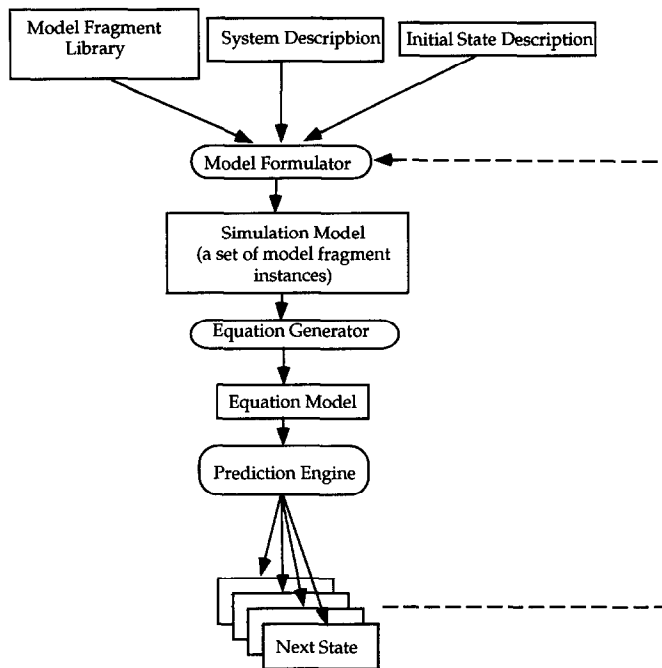 Model Fragment
Library
System Descripbion
Initial State Description
Model Formulator
Simulation Model
(a set of model fragment
instances)
Equation Generator
Equation Model
Prediction Engine
Next State